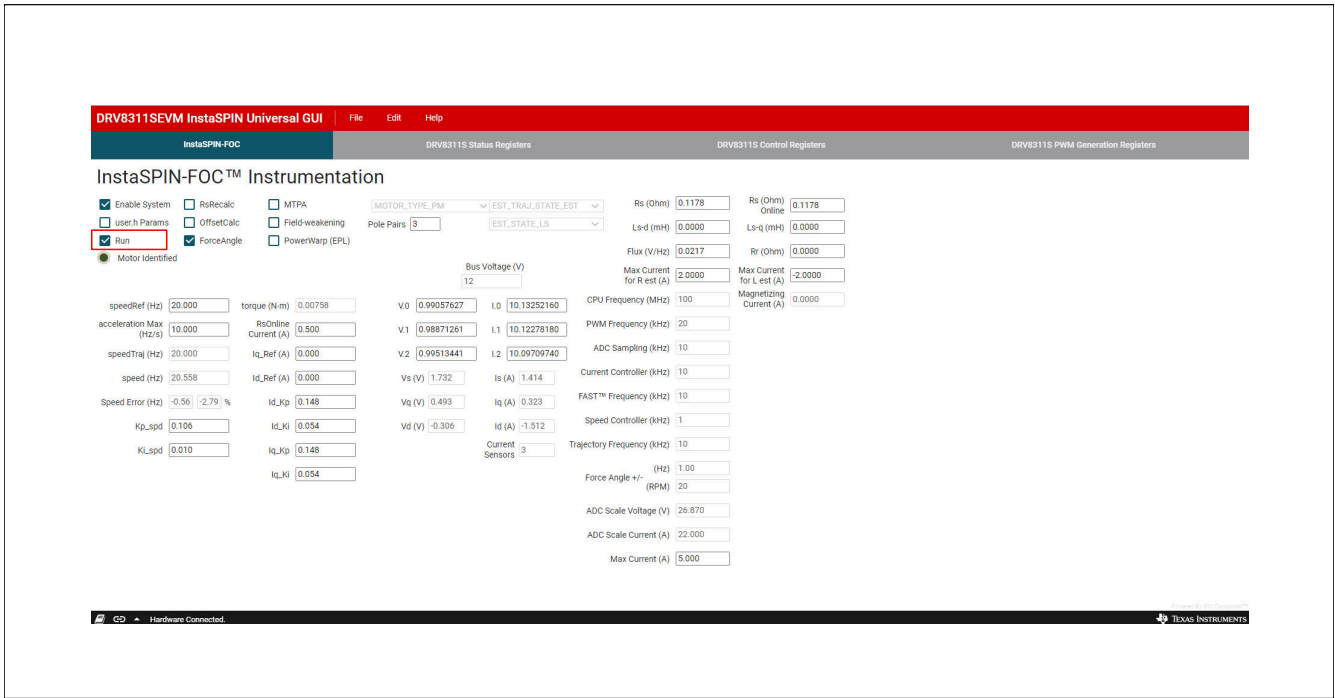 DRV8311SEVM InstaSPIN Universal GUI File Edit Help
InstaSPIN-FOC DRV8311S Status Registers DRV8311S Control Registers DRV8311S PWM Generation Registers
InstaSPIN-FOC™ Instrumentation
Enable System RsRecalc MTPA MOTOR_TYPE_PM EST_TRAJ_STATE_EST
user.h Params OffsetCalc Field-weakening Pole Pairs 3 EST_STATE_LS
Run ForceAngle PowerWarp (EPL)
Motor Identified
Bus Voltage (V)
12
speedRef (Hz) 20.000
acceleration Max (Hz/s) 10.000
speedTraj (Hz) 20.000
speed (Hz) 20.558
Speed Error (Hz) -0.56 -2.79 %
Kp_spd 0.106
Ki_spd 0.010
torque (N-m) 0.00758
RsOnline Current (A) 0.500
Iq_Ref (A) 0.000
Id_Ref (A) 0.000
Id_Kp 0.148
Id_Ki 0.054
Iq_Kp 0.148
Iq_Ki 0.054
V.0 0.99057627 I.0 10.13252160
V.1 0.98871261 I.1 10.12278180
V.2 0.99513441 I.2 10.09709740
Vs (V) 1.732 Is (A) 1.414
Vq (V) 0.493 Iq (A) 0.323
Vd (V) -0.306 Id (A) -1.512
Current Sensors 3
Rs (Ohm) 0.1178 Rs (Ohm) Online 0.1178
Ls-d (mH) 0.0000 Ls-q (mH) 0.0000
Flux (V/Hz) 0.0217 Rr (Ohm) 0.0000
Max Current for R est (A) 2.0000 Max Current for L est (A) -2.0000
CPU Frequency (MHz) 100 Magnetizing Current (A) 0.0000
PWM Frequency (kHz) 20
ADC Sampling (kHz) 10
Current Controller (kHz) 10
FAST™ Frequency (kHz) 10
Speed Controller (kHz) 1
Trajectory Frequency (kHz) 10
Force Angle +/- (Hz) 1.00
(RPM) 20
ADC Scale Voltage (V) 26.870
ADC Scale Current (A) 22.000
Max Current (A) 5.000
Hardware Connected.
TEXAS INSTRUMENTS